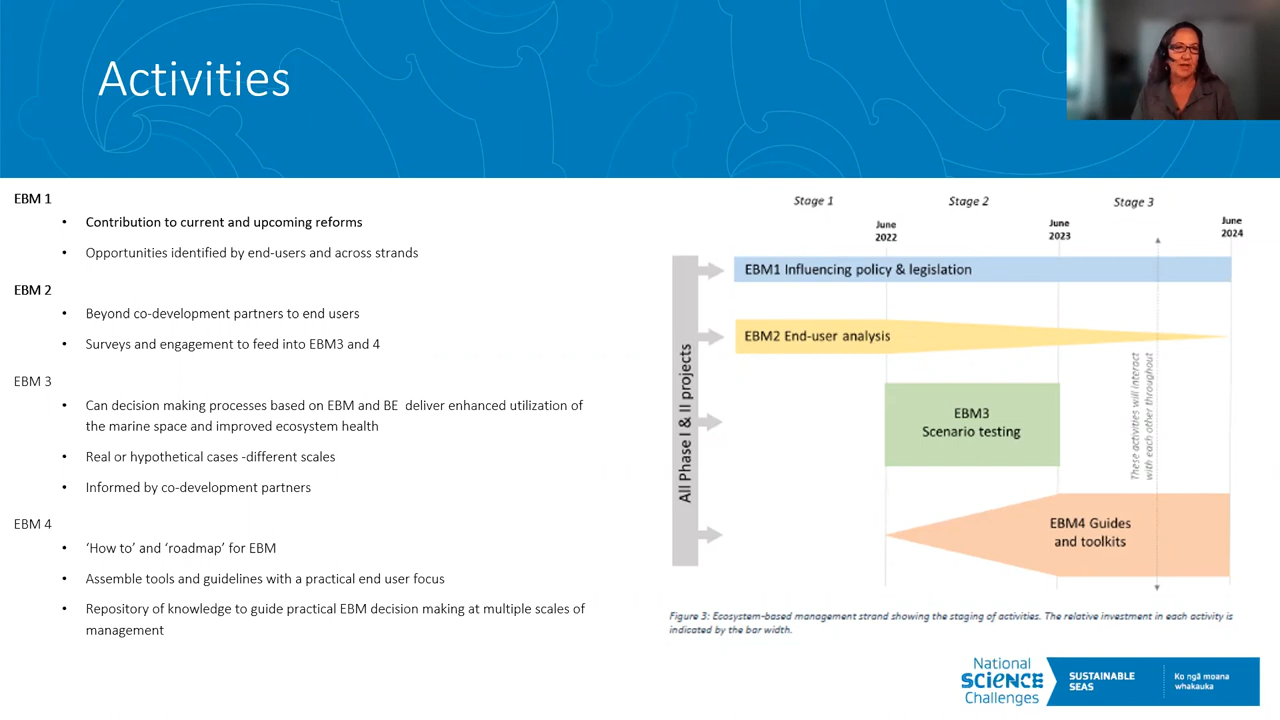 Activities
EBM 1
• Contribution to current and upcoming reforms
• Opportunities identified by end-users and across strands
EBM 2
• Beyond co-development partners to end users
• Surveys and engagement to feed into EBM3 and 4
EBM 3
• Can decision making processes based on EBM and BE deliver enhanced utilization of
the marine space and improved ecosystem health
• Real or hypothetical cases -different scales
• Informed by co-development partners
EBM 4
• ‘How to’ and ‘roadmap’ for EBM
• Assemble tools and guidelines with a practical end user focus
• Repository of knowledge to guide practical EBM decision making at multiple scales of
management
Stage 1
Stage 2
Stage 3
June
2022
June
2023
June
2024
All Phase I & II projects
EBM1 Influencing policy & legislation
EBM2 End-user analysis
EBM3
Scenario testing
These activities will interact
with each other throughout
EBM4 Guides
and toolkits
Figure 3: Ecosystem-based management strand showing the staging of activities. The relative investment in each activity is
indicated by the bar width.
National
SCIENCE
Challenges
SUSTAINABLE
SEAS
Ko ngā moana
whakauka